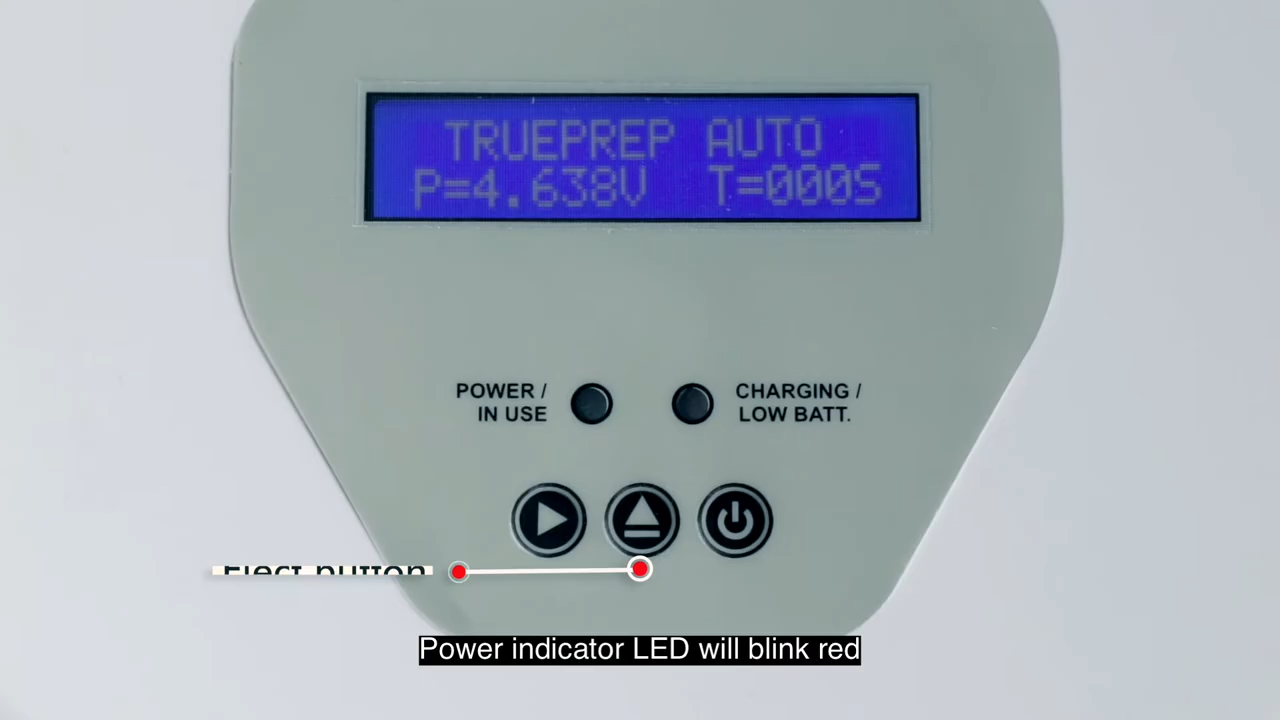 TRUEPREP AUTO
P=4.638V T=000S
POWER /
IN USE
CHARGING /
LOW BATT.
Eject button
Power indicator LED will blink red